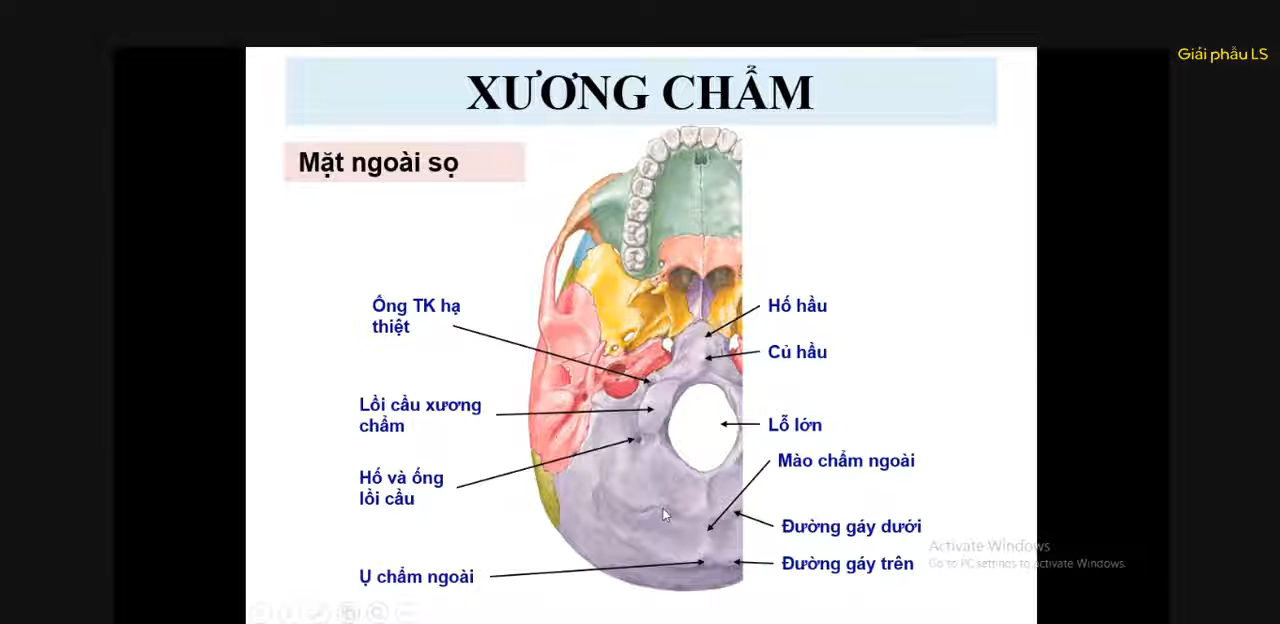 Giải phẫu LS
XƯƠNG CHẨM
Mặt ngoài sọ
Ống TK hạ
thiệt
Lồi cầu xương
chẩm
Hố và ống
lồi cầu
Ụ chẩm ngoài
Hố hầu
Củ hầu
Lỗ lớn
Mào chẩm ngoài
Đường gáy dưới
Đường gáy trên
Activate Windows
Go to PC settings to activate Windows.